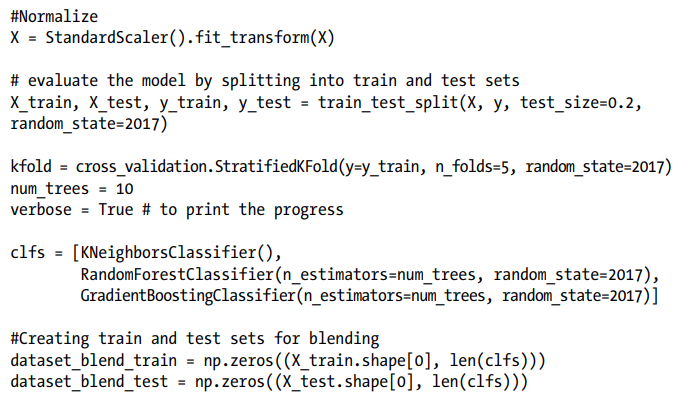 #Normalize
X = StandardScaler().fit_transform(X)
# evaluate the model by splitting into train and test sets
X_train, X_test, y_train, y_test = train_test_split(X, y, test_size=0.2,
random_state=2017)
kfold = cross_validation.StratifiedKFold(y=y_train, n_folds=5, random_state=2017)
num_trees = 10
verbose = True # to print the progress
clfs = [KNeighborsClassifier(),
        RandomForestClassifier(n_estimators=num_trees, random_state=2017),
        GradientBoostingClassifier(n_estimators=num_trees, random_state=2017)]
#Creating train and test sets for blending
dataset_blend_train = np.zeros((X_train.shape[0], len(clfs)))
dataset_blend_test = np.zeros((X_test.shape[0], len(clfs)))